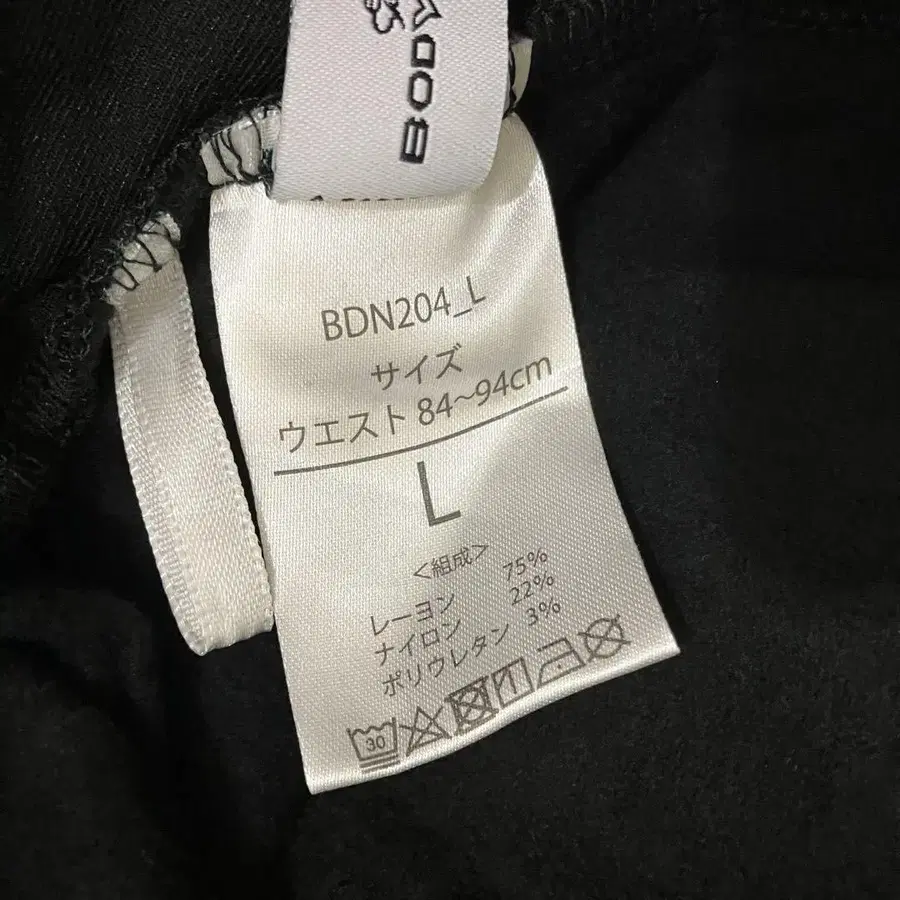 BDN204_L
サイズ
ウエスト 84~94cm
L
<組成>
レーヨン 75%
ナイロン 22%
ポリウレタン 3%
30